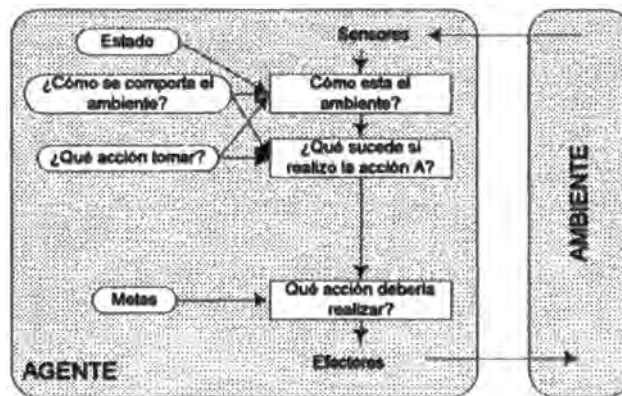 Estado
Sensores
¿Cómo se comporta el
ambiente?
Cómo esta el
ambiente?
¿Qué acción tomar?
¿Qué sucede si
realizo la acción A?
Metas
Qué acción debería
realizar?
Efectores
AGENTE
AMBIENTE